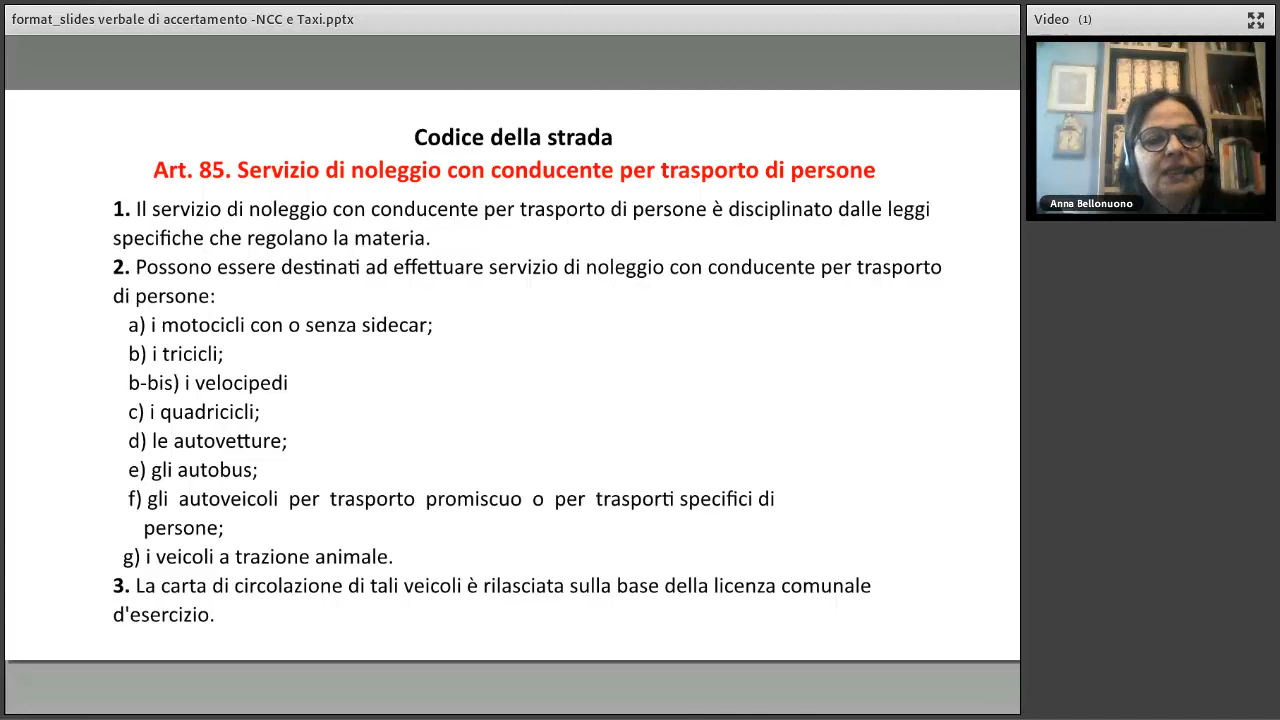 format_slides verbale di accertamento -NCC e Taxi.pptx
Video (1)
Anna Bellonuono
Codice della strada
Art. 85. Servizio di noleggio con conducente per trasporto di persone
1. Il servizio di noleggio con conducente per trasporto di persone è disciplinato dalle leggi
specifiche che regolano la materia.
2. Possono essere destinati ad effettuare servizio di noleggio con conducente per trasporto
di persone:
a) i motocicli con o senza sidecar;
b) i tricicli;
b-bis) i velocipedi
c) i quadricicli;
d) le autovetture;
e) gli autobus;
f) gli autoveicoli per trasporto promiscuo o per trasporti specifici di
persone;
g) i veicoli a trazione animale.
3. La carta di circolazione di tali veicoli è rilasciata sulla base della licenza comunale
d'esercizio.